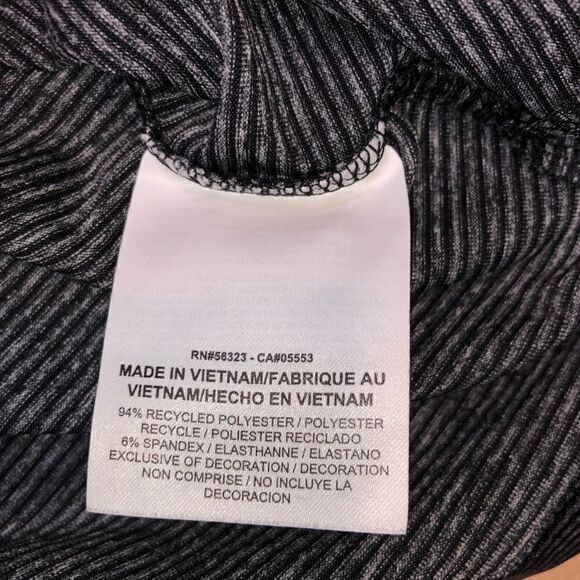 RN#56323 - CA#05553
MADE IN VIETNAM/FABRIQUE AU
VIETNAM/HECHO EN VIETNAM
94% RECYCLED POLYESTER / POLYESTER
RECYCLE / POLIESTER RECICLADO
6% SPANDEX / ELASTHANNE / ELASTANO
EXCLUSIVE OF DECORATION / DECORATION
NON COMPRISE / NO INCLUYE LA
DECORACION